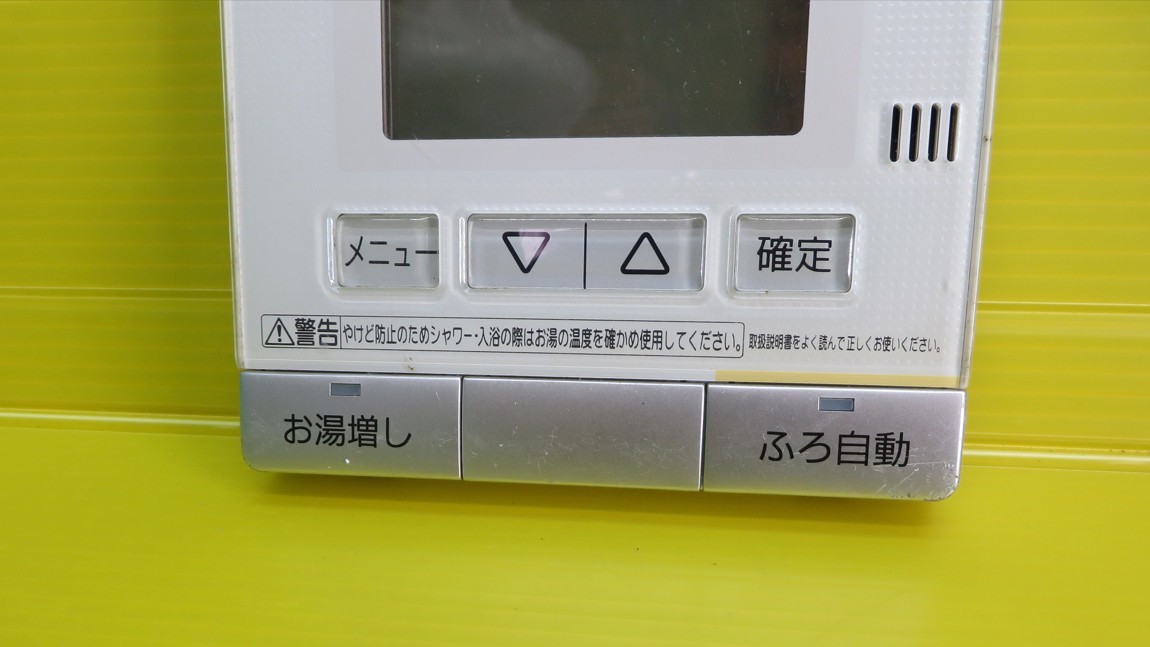 メニュー ▽ △ 確定
⚠警告 やけど防止のためシャワー・入浴の際はお湯の温度を確かめ使用してください。 取扱説明書をよく読んで正しくお使いください。
お湯増し ふろ自動